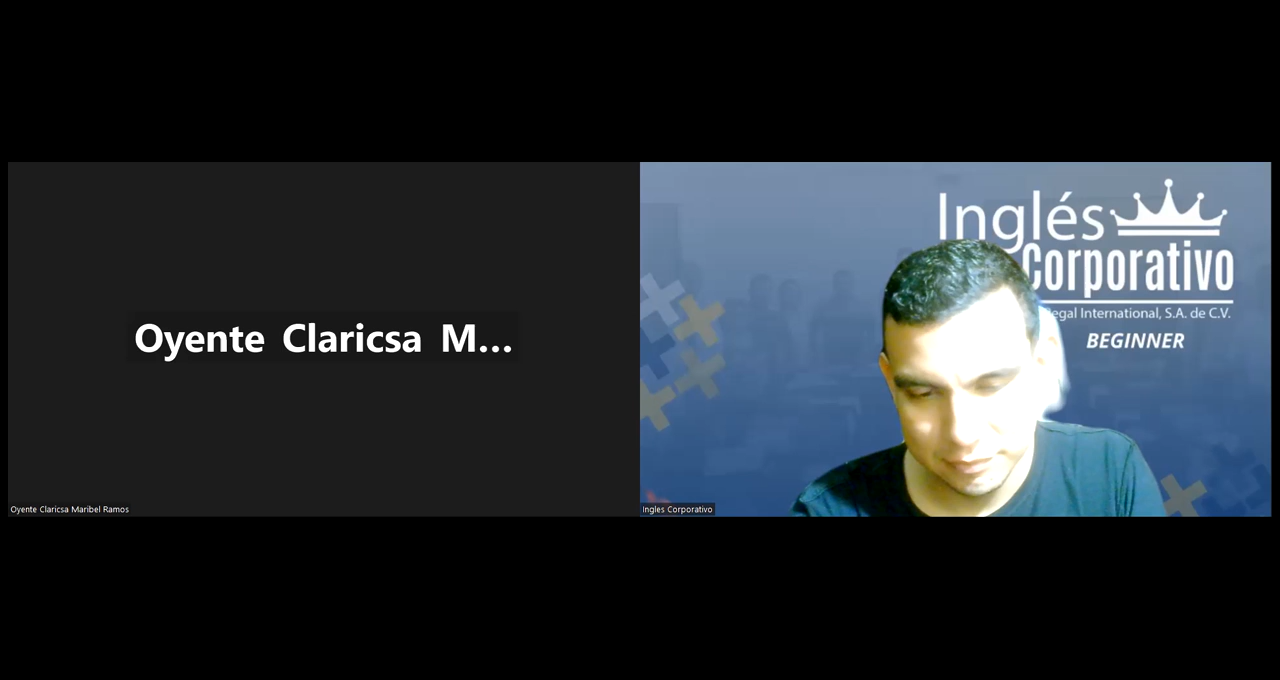 Oyente Claricsa M...
Oyente Claricsa Maribel Ramos
Inglés
Corporativo
egal International, S.A. de C.V.
BEGINNER
Ingles Corporativo